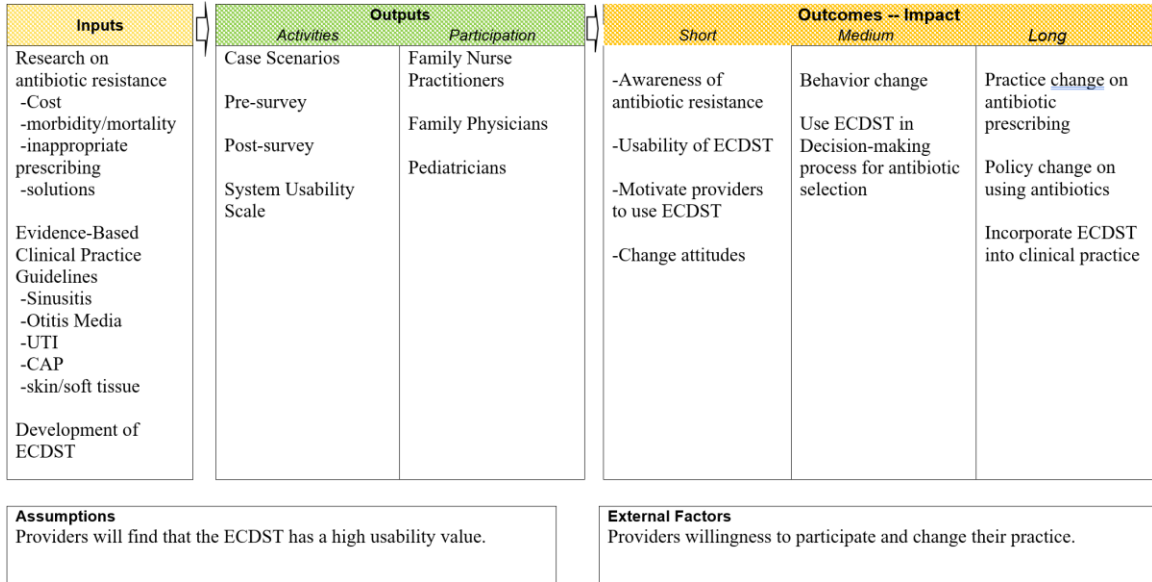 Inputs
Outputs
Activities
Participation
Outcomes -- Impact
Short
Medium
Long
Research on
antibiotic resistance
-Cost
-morbidity/mortality
-inappropriate
prescribing
-solutions
Evidence-Based
Clinical Practice
Guidelines
-Sinusitis
-Otitis Media
-UTI
-CAP
-skin/soft tissue
Development of
ECDST
Case Scenarios
Pre-survey
Post-survey
System Usability
Scale
Family Nurse
Practitioners
Family Physicians
Pediatricians
-Awareness of
antibiotic resistance
-Usability of ECDST
-Motivate providers
to use ECDST
-Change attitudes
Behavior change
Use ECDST in
Decision-making
process for antibiotic
selection
Practice change on
antibiotic
prescribing
Policy change on
using antibiotics
Incorporate ECDST
into clinical practice
Assumptions
Providers will find that the ECDST has a high usability value.
External Factors
Providers willingness to participate and change their practice.